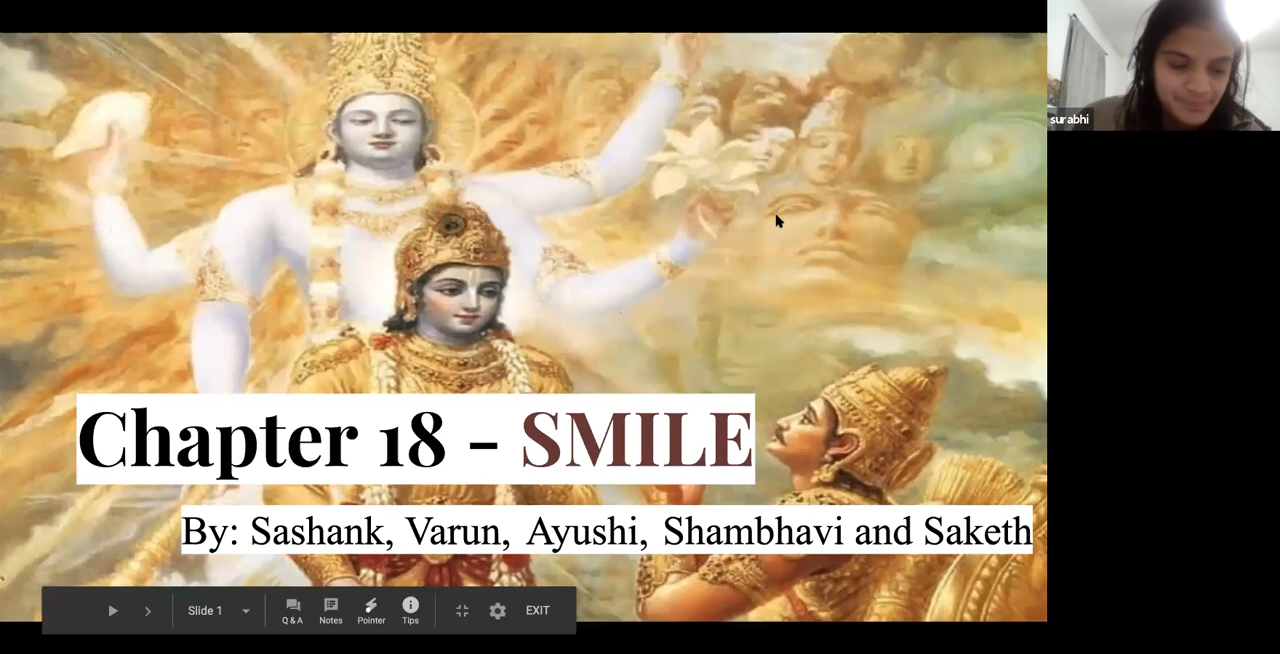 surabhi
Chapter 18 - SMILE
By: Sashank, Varun, Ayushi, Shambhavi and Saketh
Slide 1
Q & A
Notes
Pointer
Tips
EXIT